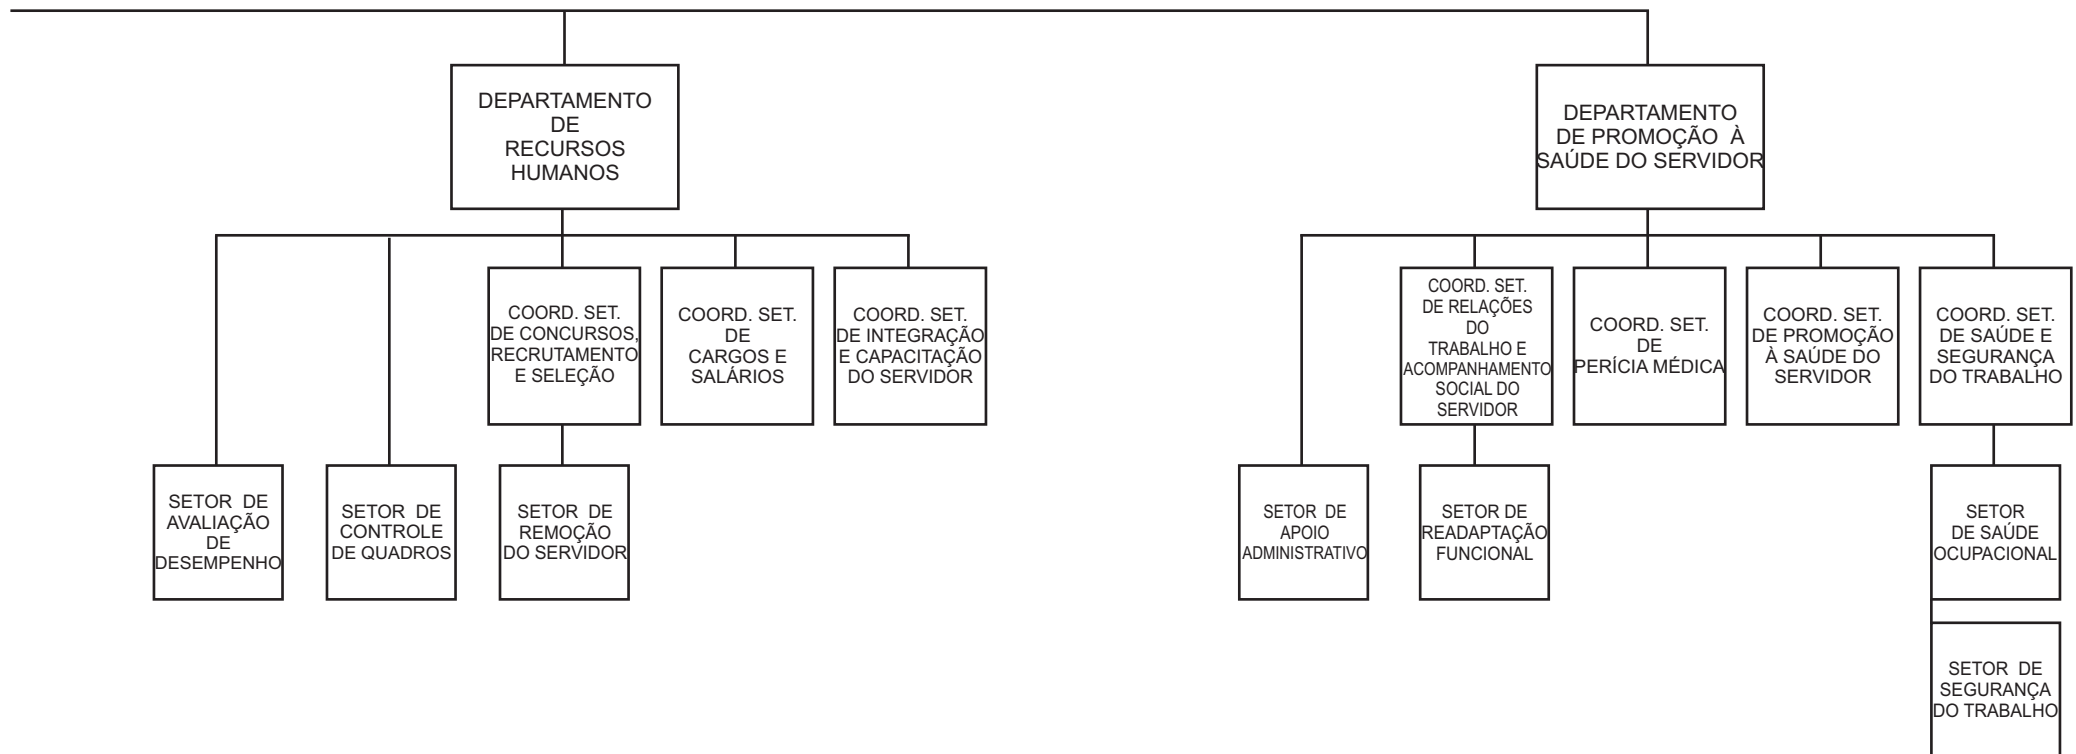 DEPARTAMENTO
DE
RECURSOS
HUMANOS
DEPARTAMENTO
DE PROMOÇÃO À
SAÚDE DO SERVIDOR
COORD. SET.
DE CONCURSOS,
RECRUTAMENTO
E SELEÇÃO
COORD. SET.
DE
CARGOS E
SALÁRIOS
COORD. SET.
DE INTEGRAÇÃO
E CAPACITAÇÃO
DO SERVIDOR
COORD. SET.
DE RELAÇÕES
DO
TRABALHO E
ACOMPANHAMENTO
SOCIAL DO
SERVIDOR
COORD. SET.
DE
PERÍCIA MÉDICA
COORD. SET.
DE PROMOÇÃO
À SAÚDE DO
SERVIDOR
COORD. SET.
DE SAÚDE E
SEGURANÇA
DO TRABALHO
SETOR DE
AVALIAÇÃO
DE
DESEMPENHO
SETOR DE
CONTROLE
DE QUADROS
SETOR DE
REMOÇÃO
DO SERVIDOR
SETOR DE
APOIO
ADMINISTRATIVO
SETOR DE
READAPTAÇÃO
FUNCIONAL
SETOR
DE SAÚDE
OCUPACIONAL
SETOR DE
SEGURANÇA
DO TRABALHO